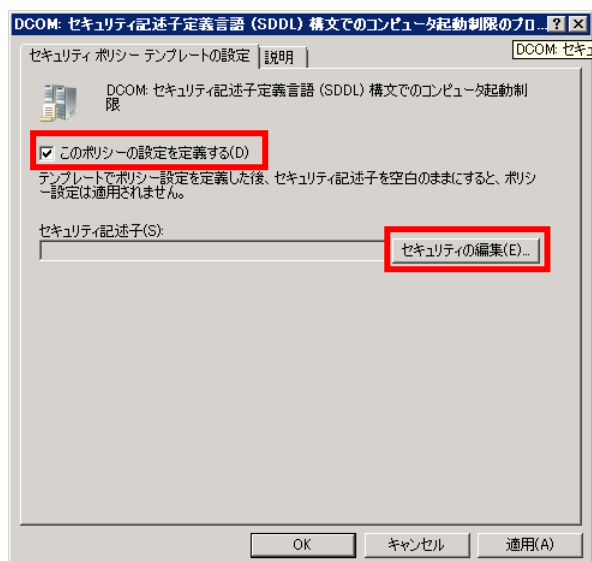 DCOM: セキュリティ記述子定義言語 (SDDL) 構文でのコンピュータ起動制限のプロ...
セキュリティ ポリシー テンプレートの設定
説明
DCOM: セキ
DCOM: セキュリティ記述子定義言語 (SDDL) 構文でのコンピュータ起動制
限
このポリシーの設定を定義する(D)
テンプレートでポリシー設定を定義した後、セキュリティ記述子を空白のままにすると、ポリシ
ー設定は適用されません。
セキュリティ記述子(S):
セキュリティの編集(E)...
OK
キャンセル
適用(A)